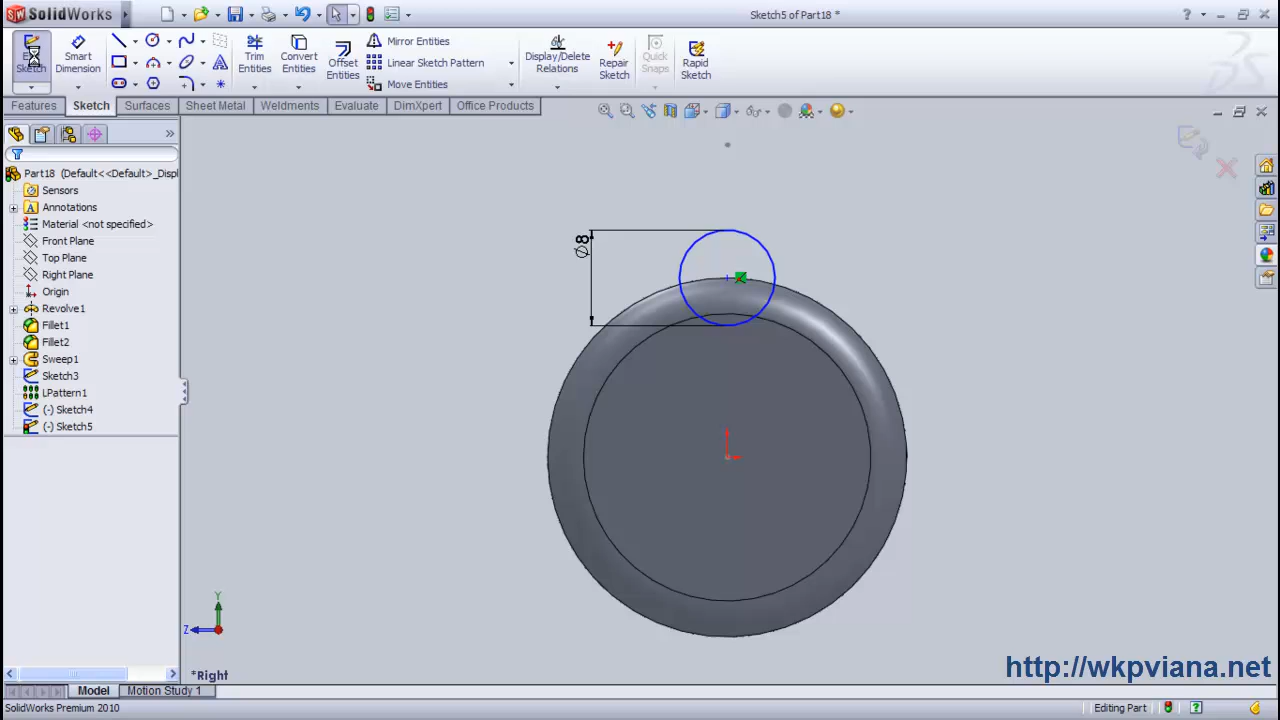 SolidWorks
Sketch5 of Part18 *
Sketch
Smart Dimension
Trim Entities
Convert Entities
Offset Entities
Mirror Entities
Linear Sketch Pattern
Move Entities
Display/Delete Relations
Repair Sketch
Quick Snaps
Rapid Sketch
Features
Sketch
Surfaces
Sheet Metal
Weldments
Evaluate
DimXpert
Office Products
Part18 (Default<<Default>_Displ
Sensors
Annotations
Material <not specified>
Front Plane
Top Plane
Right Plane
Origin
Revolve1
Fillet1
Fillet2
Sweep1
Sketch3
LPattern1
(-) Sketch4
(-) Sketch5
∅8
Y
Z
*Right
http://wkpviana.net
Model
Motion Study 1
SolidWorks Premium 2010
Editing Part